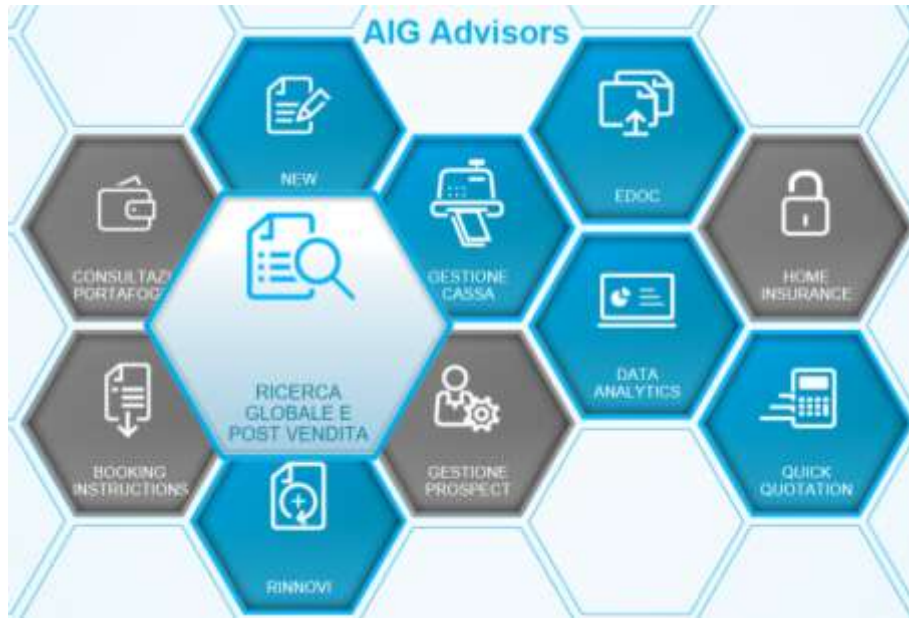 AIG Advisors
NEW
EDOC
PORTAFOG
GESTIONE
CASSA
HOME
INSURANCE
RICERCA
GLOBALE E
POST VENDITA
DATA
ANALYTICS
BOOKING
INSTRUCTIONS
GESTIONE
PROSPECT
QUICK
QUOTATION
RINNOVI